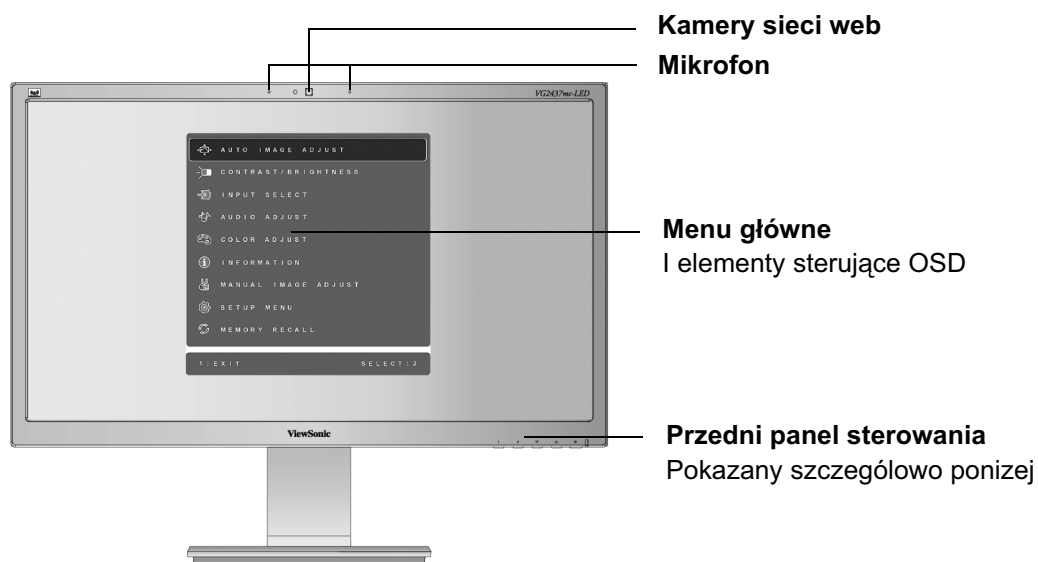 Kamery sieci web
Mikrofon
VG2437mc-LED
AUTO IMAGE ADJUST
CONTRAST/BRIGHTNESS
INPUT SELECT
AUDIO ADJUST
COLOR ADJUST
INFORMATION
MANUAL IMAGE ADJUST
SETUP MENU
MEMORY RECALL
1:EXIT SELECT:2
Menu główne
I elementy sterujące OSD
ViewSonic
Przedni panel sterowania
Pokazany szczególowo ponizej